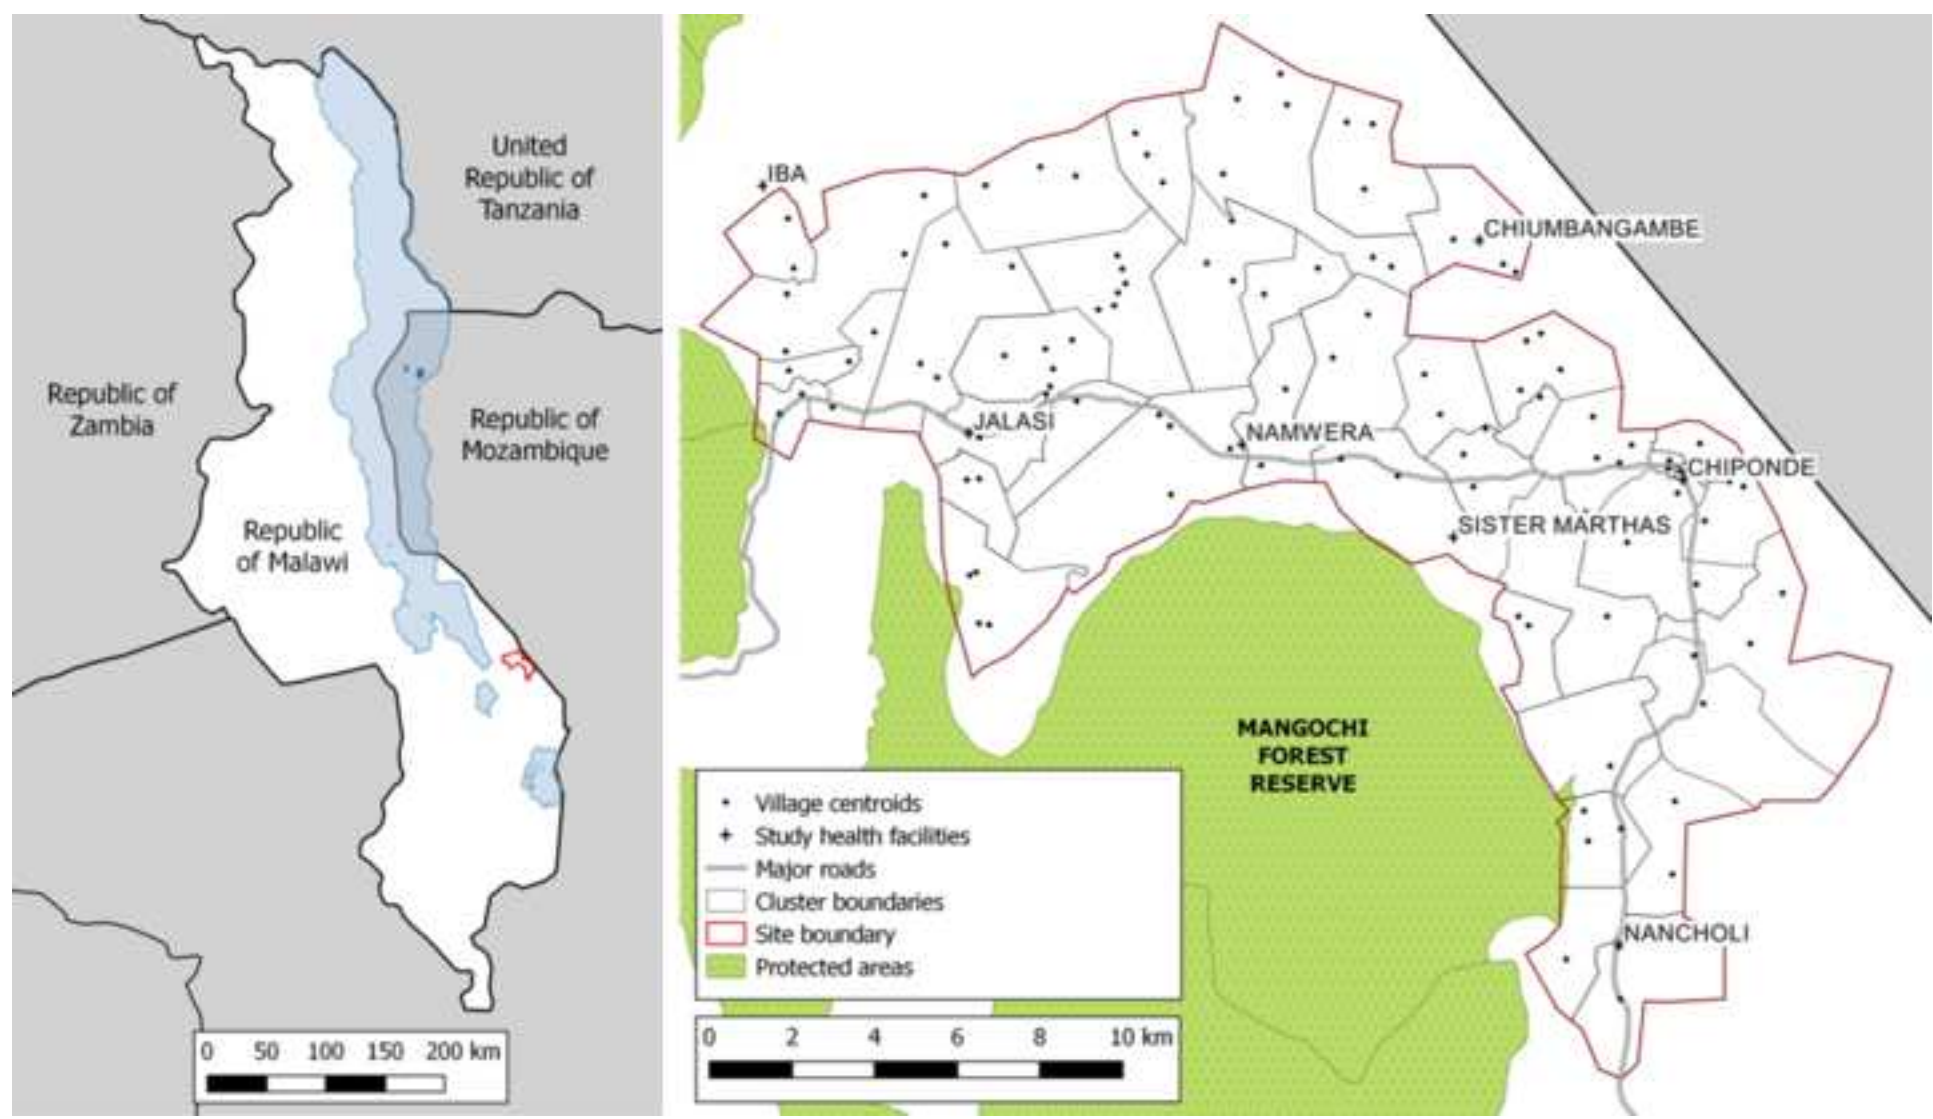 United
Republic of
Tanzania
Republic of
Zambia
Republic of
Mozambique
Republic
of Malawi
0 50 100 150 200 km
IBA
CHIUMBANGAMBE
JALASI
NAMWERA
CHIPONDE
SISTER MARTHAS
MANGOCHI
FOREST
RESERVE
NANCHOLI
Village centroids
Study health facilities
Major roads
Cluster boundaries
Site boundary
Protected areas
0 2 4 6 8 10 km